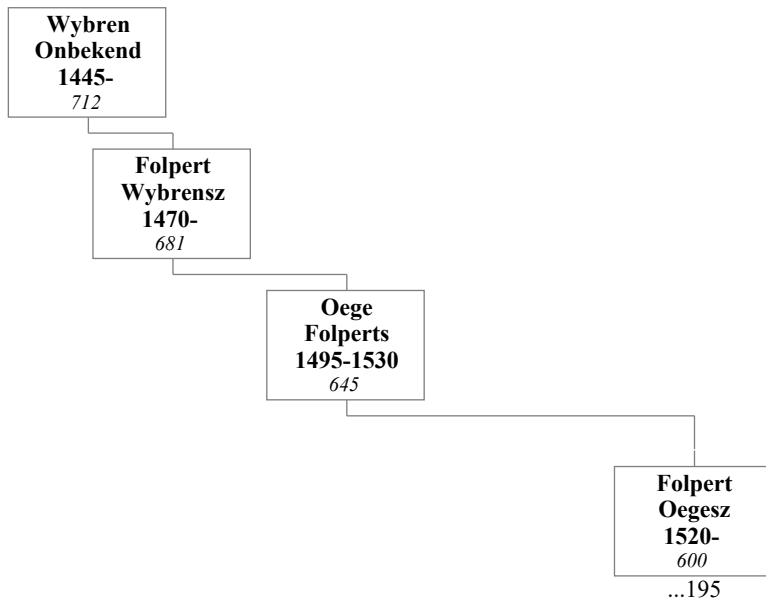 Wybren
Onbekend
1445-
712
Folpert
Wybrensz
1470-
681
Oege
Folperts
1495-1530
645
Folpert
Oegesz
1520-
600
...195